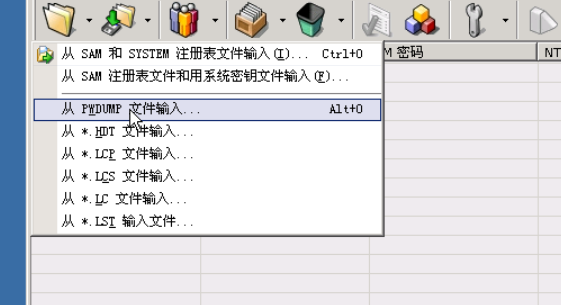 从 SAM 和 SYSTEM 注册表文件输入(I)... Ctrl+O
M 密码 NT
从 SAM 注册表文件和用系统密钥文件输入(F)...
从 PWDUMP 文件输入... Alt+O
从 *.HDT 文件输入...
从 *.LCP 文件输入...
从 *.LCS 文件输入...
从 *.LC 文件输入...
从 *.LST 输入文件...